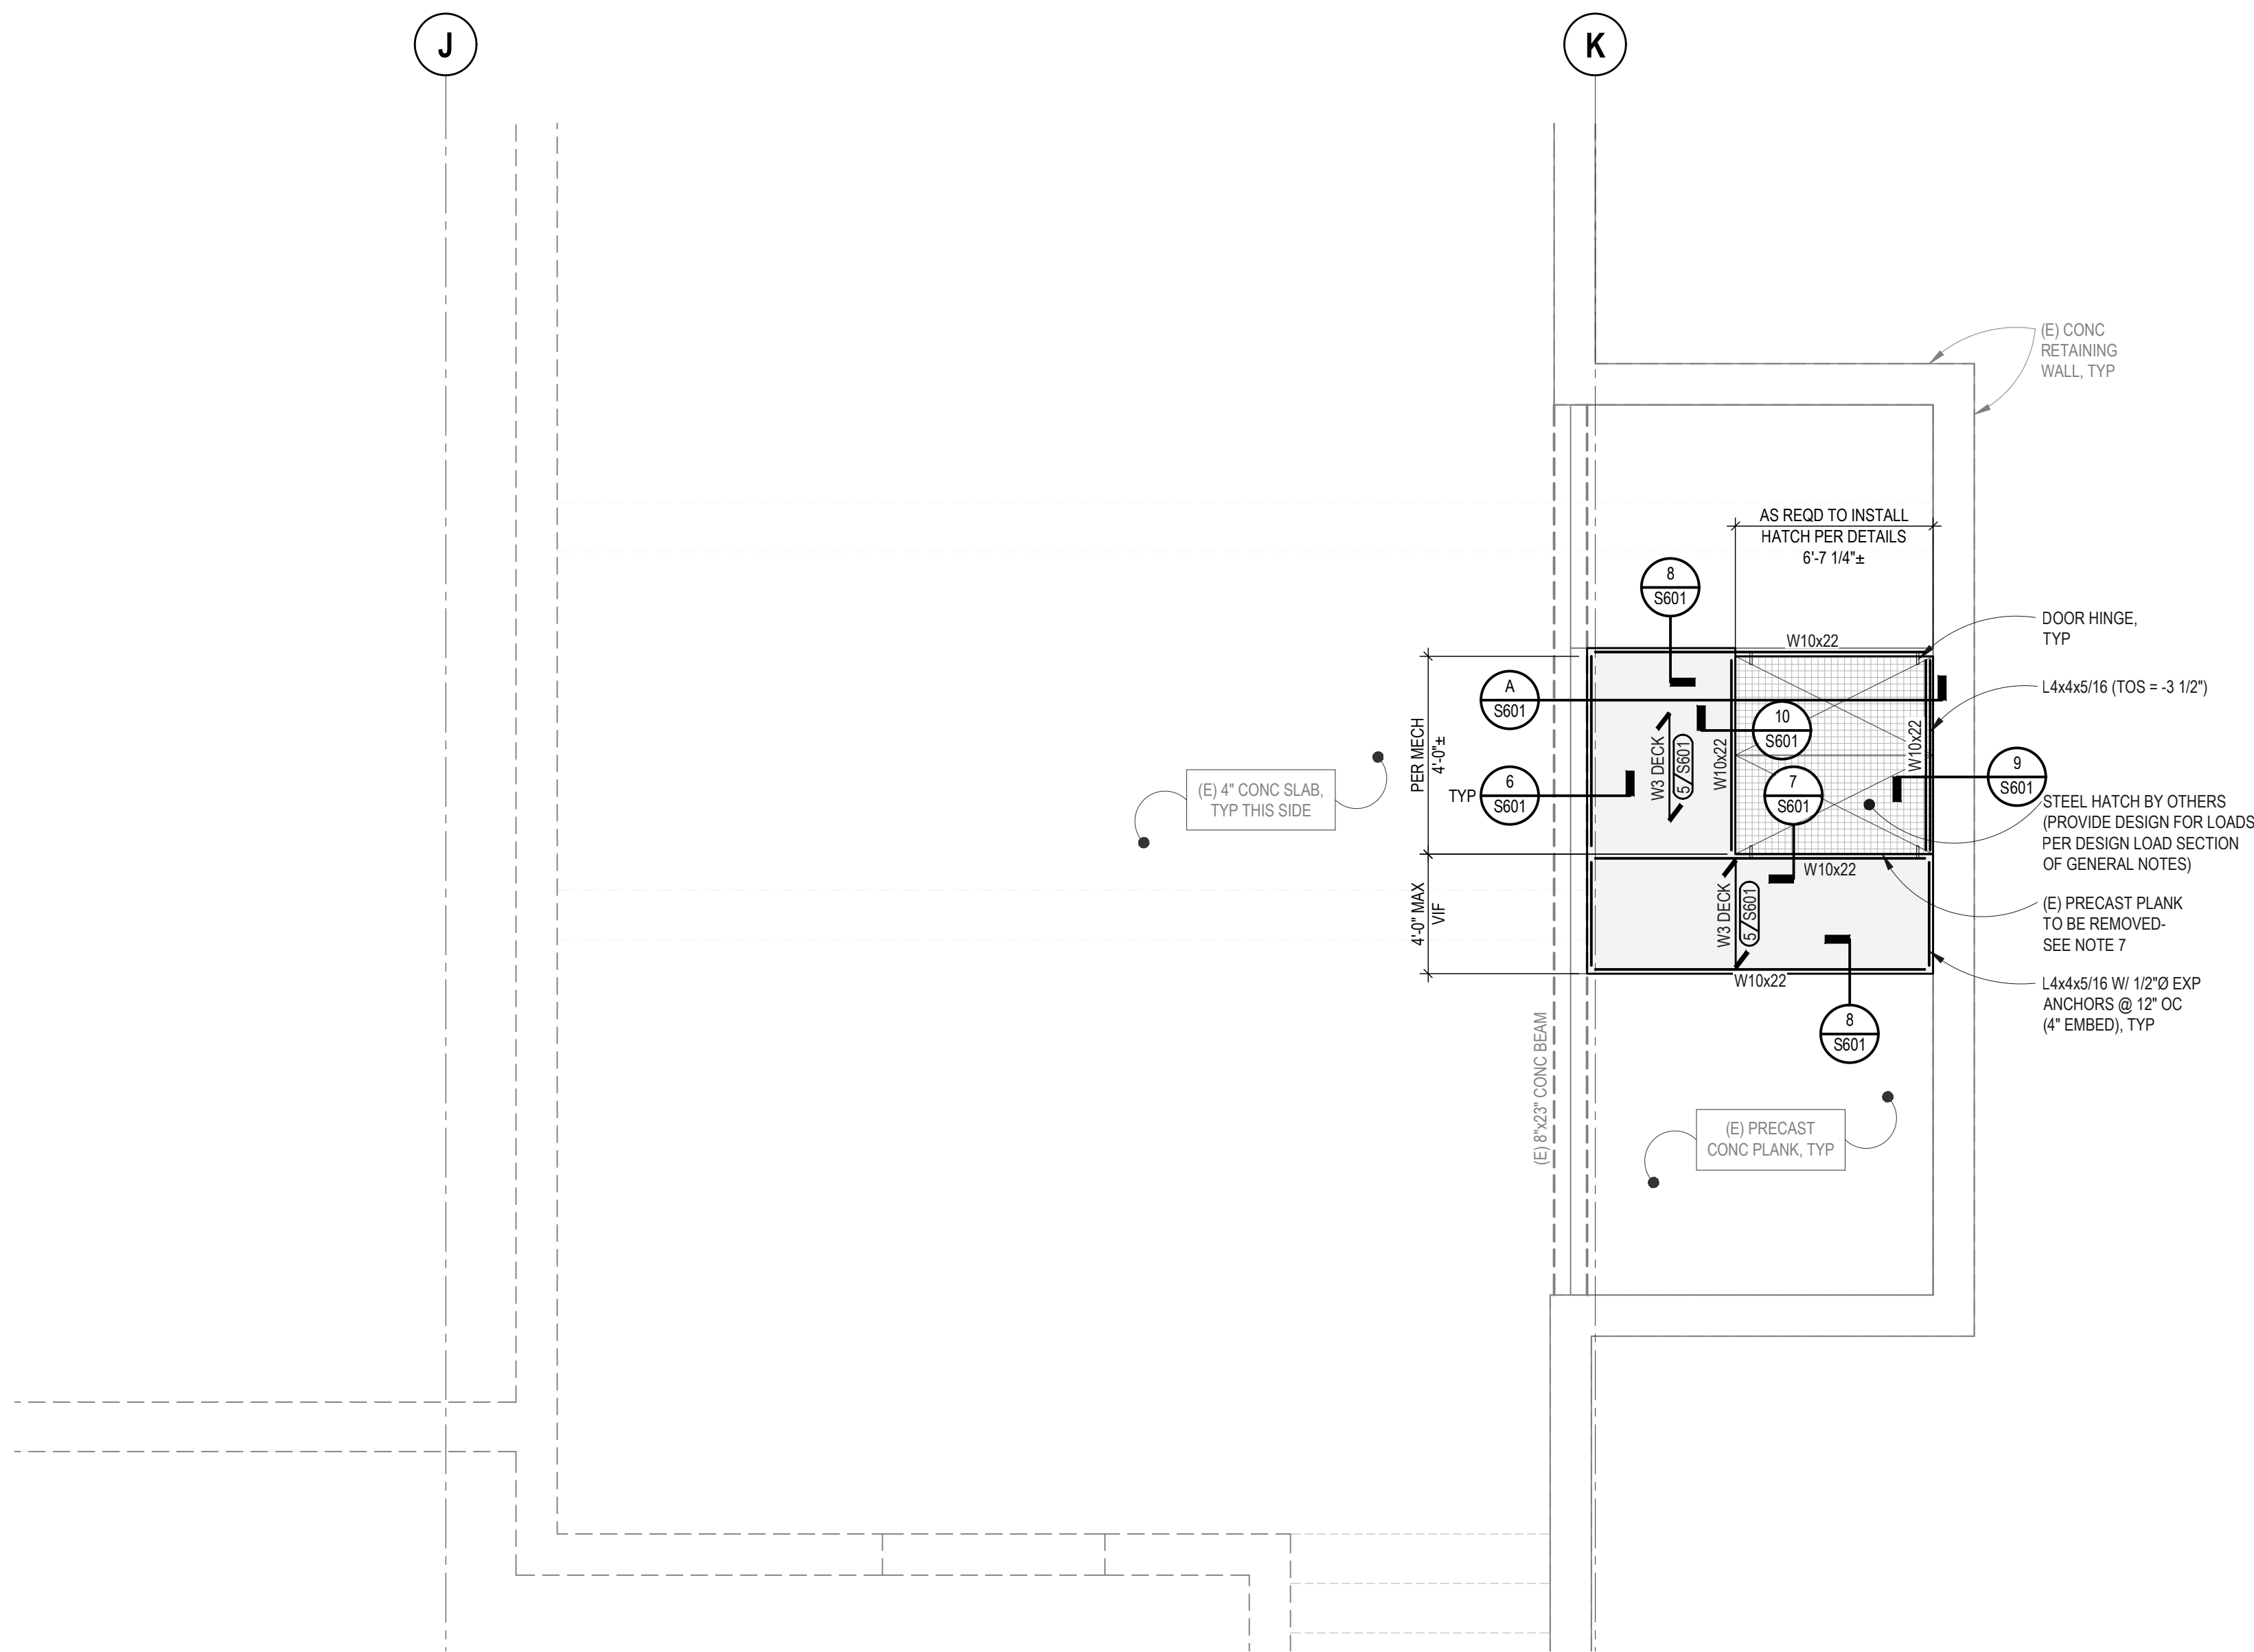 J
K
(E) CONC
RETAINING
WALL, TYP
AS REQD TO INSTALL
HATCH PER DETAILS
6'-7 1/4"±
8
S601
DOOR HINGE,
TYP
W10x22
L4x4x5/16 (TOS = -3 1/2")
A
S601
10
S601
W10x22
W10x22
PER MECH
4'-0"±
W3 DECK
5/S601
9
S601
TYP
6
S601
7
S601
(E) 4" CONC SLAB,
TYP THIS SIDE
STEEL HATCH BY OTHERS
(PROVIDE DESIGN FOR LOADS
PER DESIGN LOAD SECTION
OF GENERAL NOTES)
W10x22
4'-0" MAX
VIF
W3 DECK
5/S601
(E) PRECAST PLANK
TO BE REMOVED-
SEE NOTE 7
W10x22
L4x4x5/16 W/ 1/2"Ø EXP
ANCHORS @ 12" OC
(4" EMBED), TYP
8
S601
(E) 8"x23" CONC BEAM
(E) PRECAST
CONC PLANK, TYP